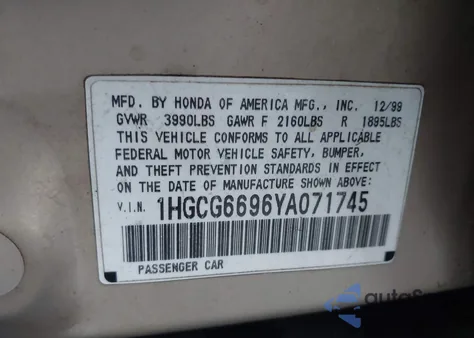 MFD. BY HONDA OF AMERICA MFG., INC. 12/99
GVWR 3990LBS GAWR F 2160LBS R 1895LBS
THIS VEHICLE CONFORMS TO ALL APPLICABLE
FEDERAL MOTOR VEHICLE SAFETY, BUMPER,
AND THEFT PREVENTION STANDARDS IN EFFECT
ON THE DATE OF MANUFACTURE SHOWN ABOVE:
V.I.N. 1HGCG6696YA071745
PASSENGER CAR